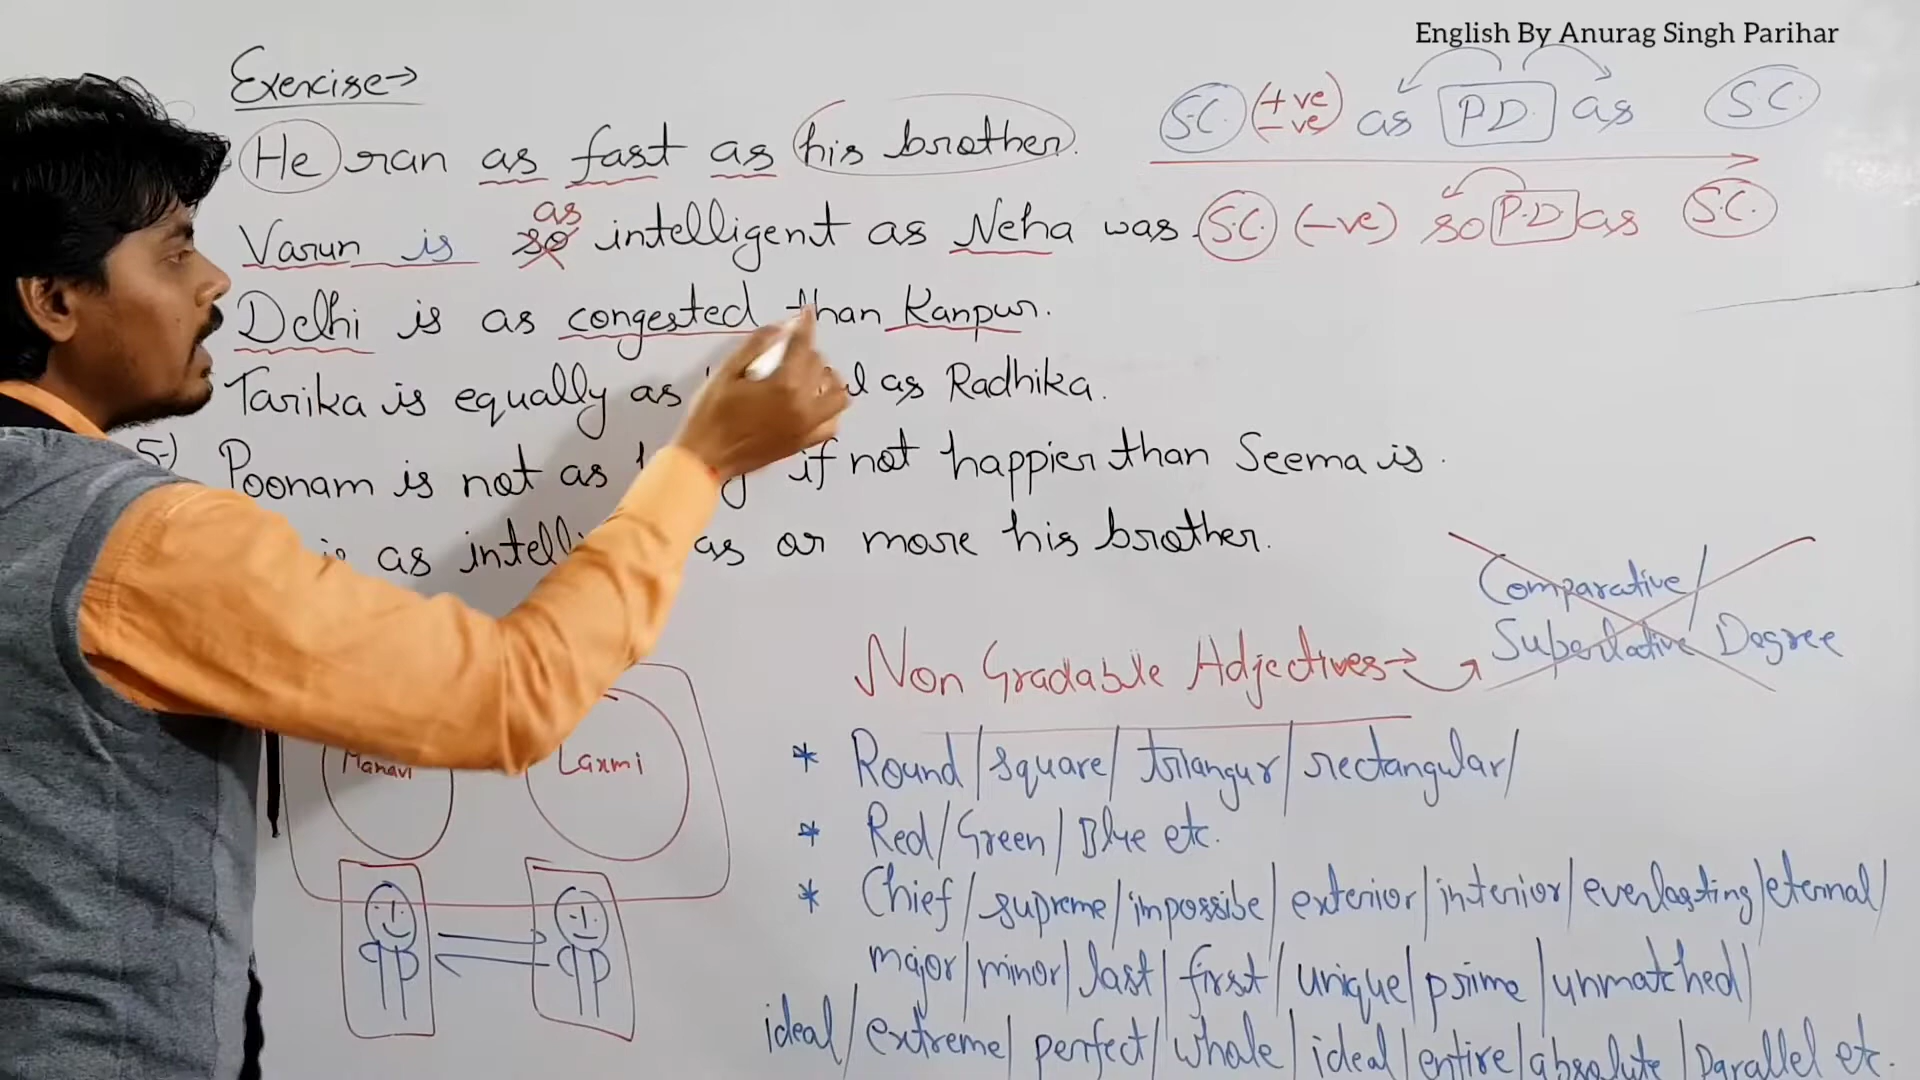 English By Anurag Singh Parihar
Exercise→
He ran as fast as his brother.
S.C. (+ve -ve) as P.D. as S.C.
as
Varun is so intelligent as Neha was.
S.C. (-ve) so P.D as S.C.
Delhi is as congested than Kanpur.
Tarika is equally as as Radhika.
5-) Poonam is not as if not happier than Seema is.
is as as or more his brother.
Comparative/
Superlative Degree
Non Gradable Adjectives→
Manavi
Laxmi
* Round/square/triangur/rectangular/
* Red/Green/Blue etc.
* Chief/supreme/impossibe/exterior/interior/everlasting/eternal/
major/minor/last/first/unique/prime/unmatched/
ideal/extreme/perfect/whole/ideal/entire/absolute/parallel etc.